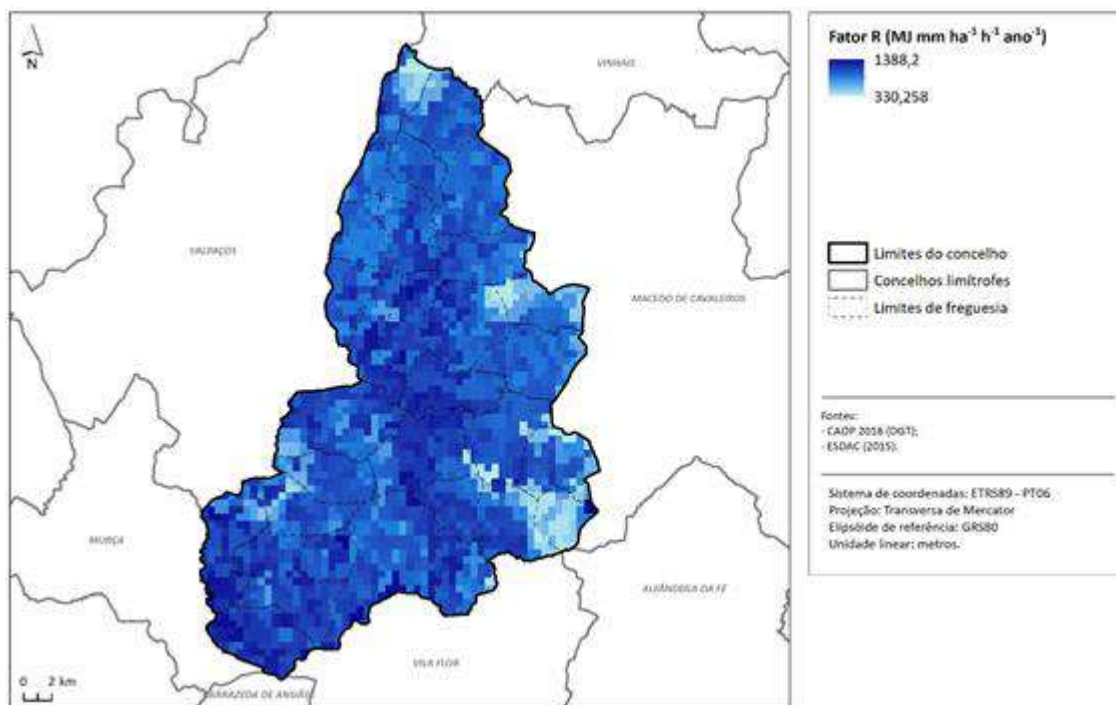 N
VINHAIS
VALPAÇOS
MACEDO DE CAVALEIROS
MURÇA
ALFÂNDEGA DA FÉ
VILA FLOR
CARRAZEDA DE ANSIÃES
0 2 km
Fator R (MJ mm ha⁻¹ h⁻¹ ano⁻¹)
1388,2
330,258
Limites do concelho
Concelhos limítrofes
Limites de freguesia
Fontes:
- CAOP 2016 (DGT);
- ESDAC (2015).
Sistema de coordenadas: ETRS89 - PT06
Projeção: Transversa de Mercator
Elipsóide de referência: GRS80
Unidade linear: metros.